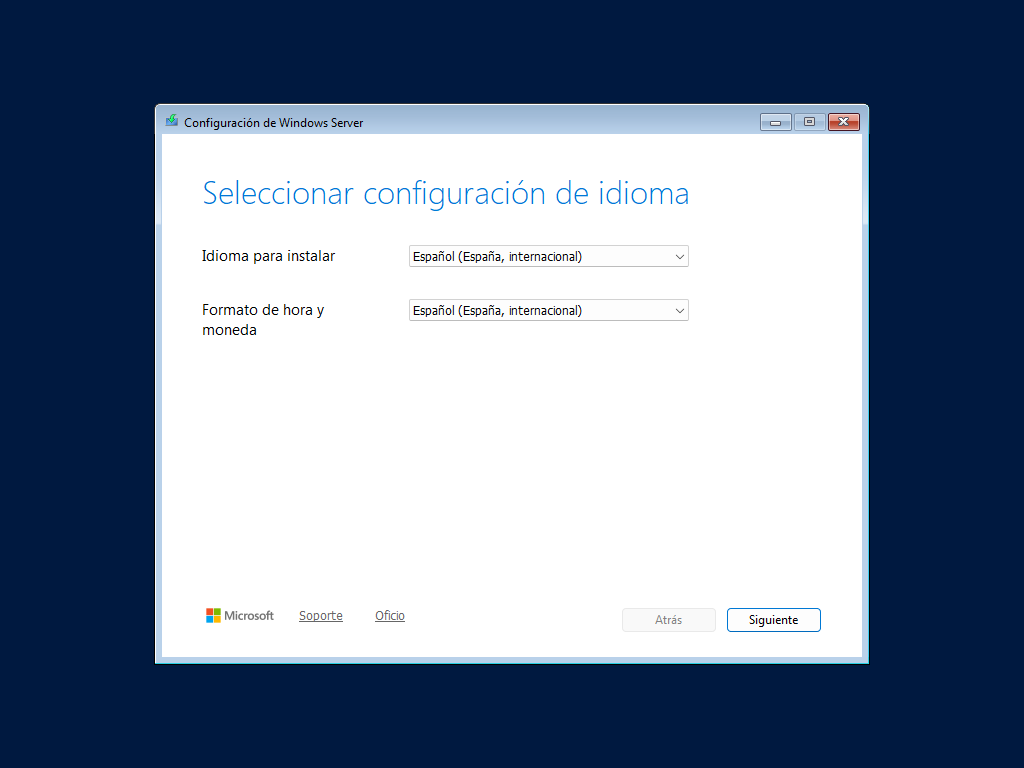 Configuración de Windows Server
Seleccionar configuración de idioma
Idioma para instalar
Español (España, internacional)
Formato de hora y
moneda
Español (España, internacional)
Microsoft
Soporte
Oficio
Atrás
Siguiente